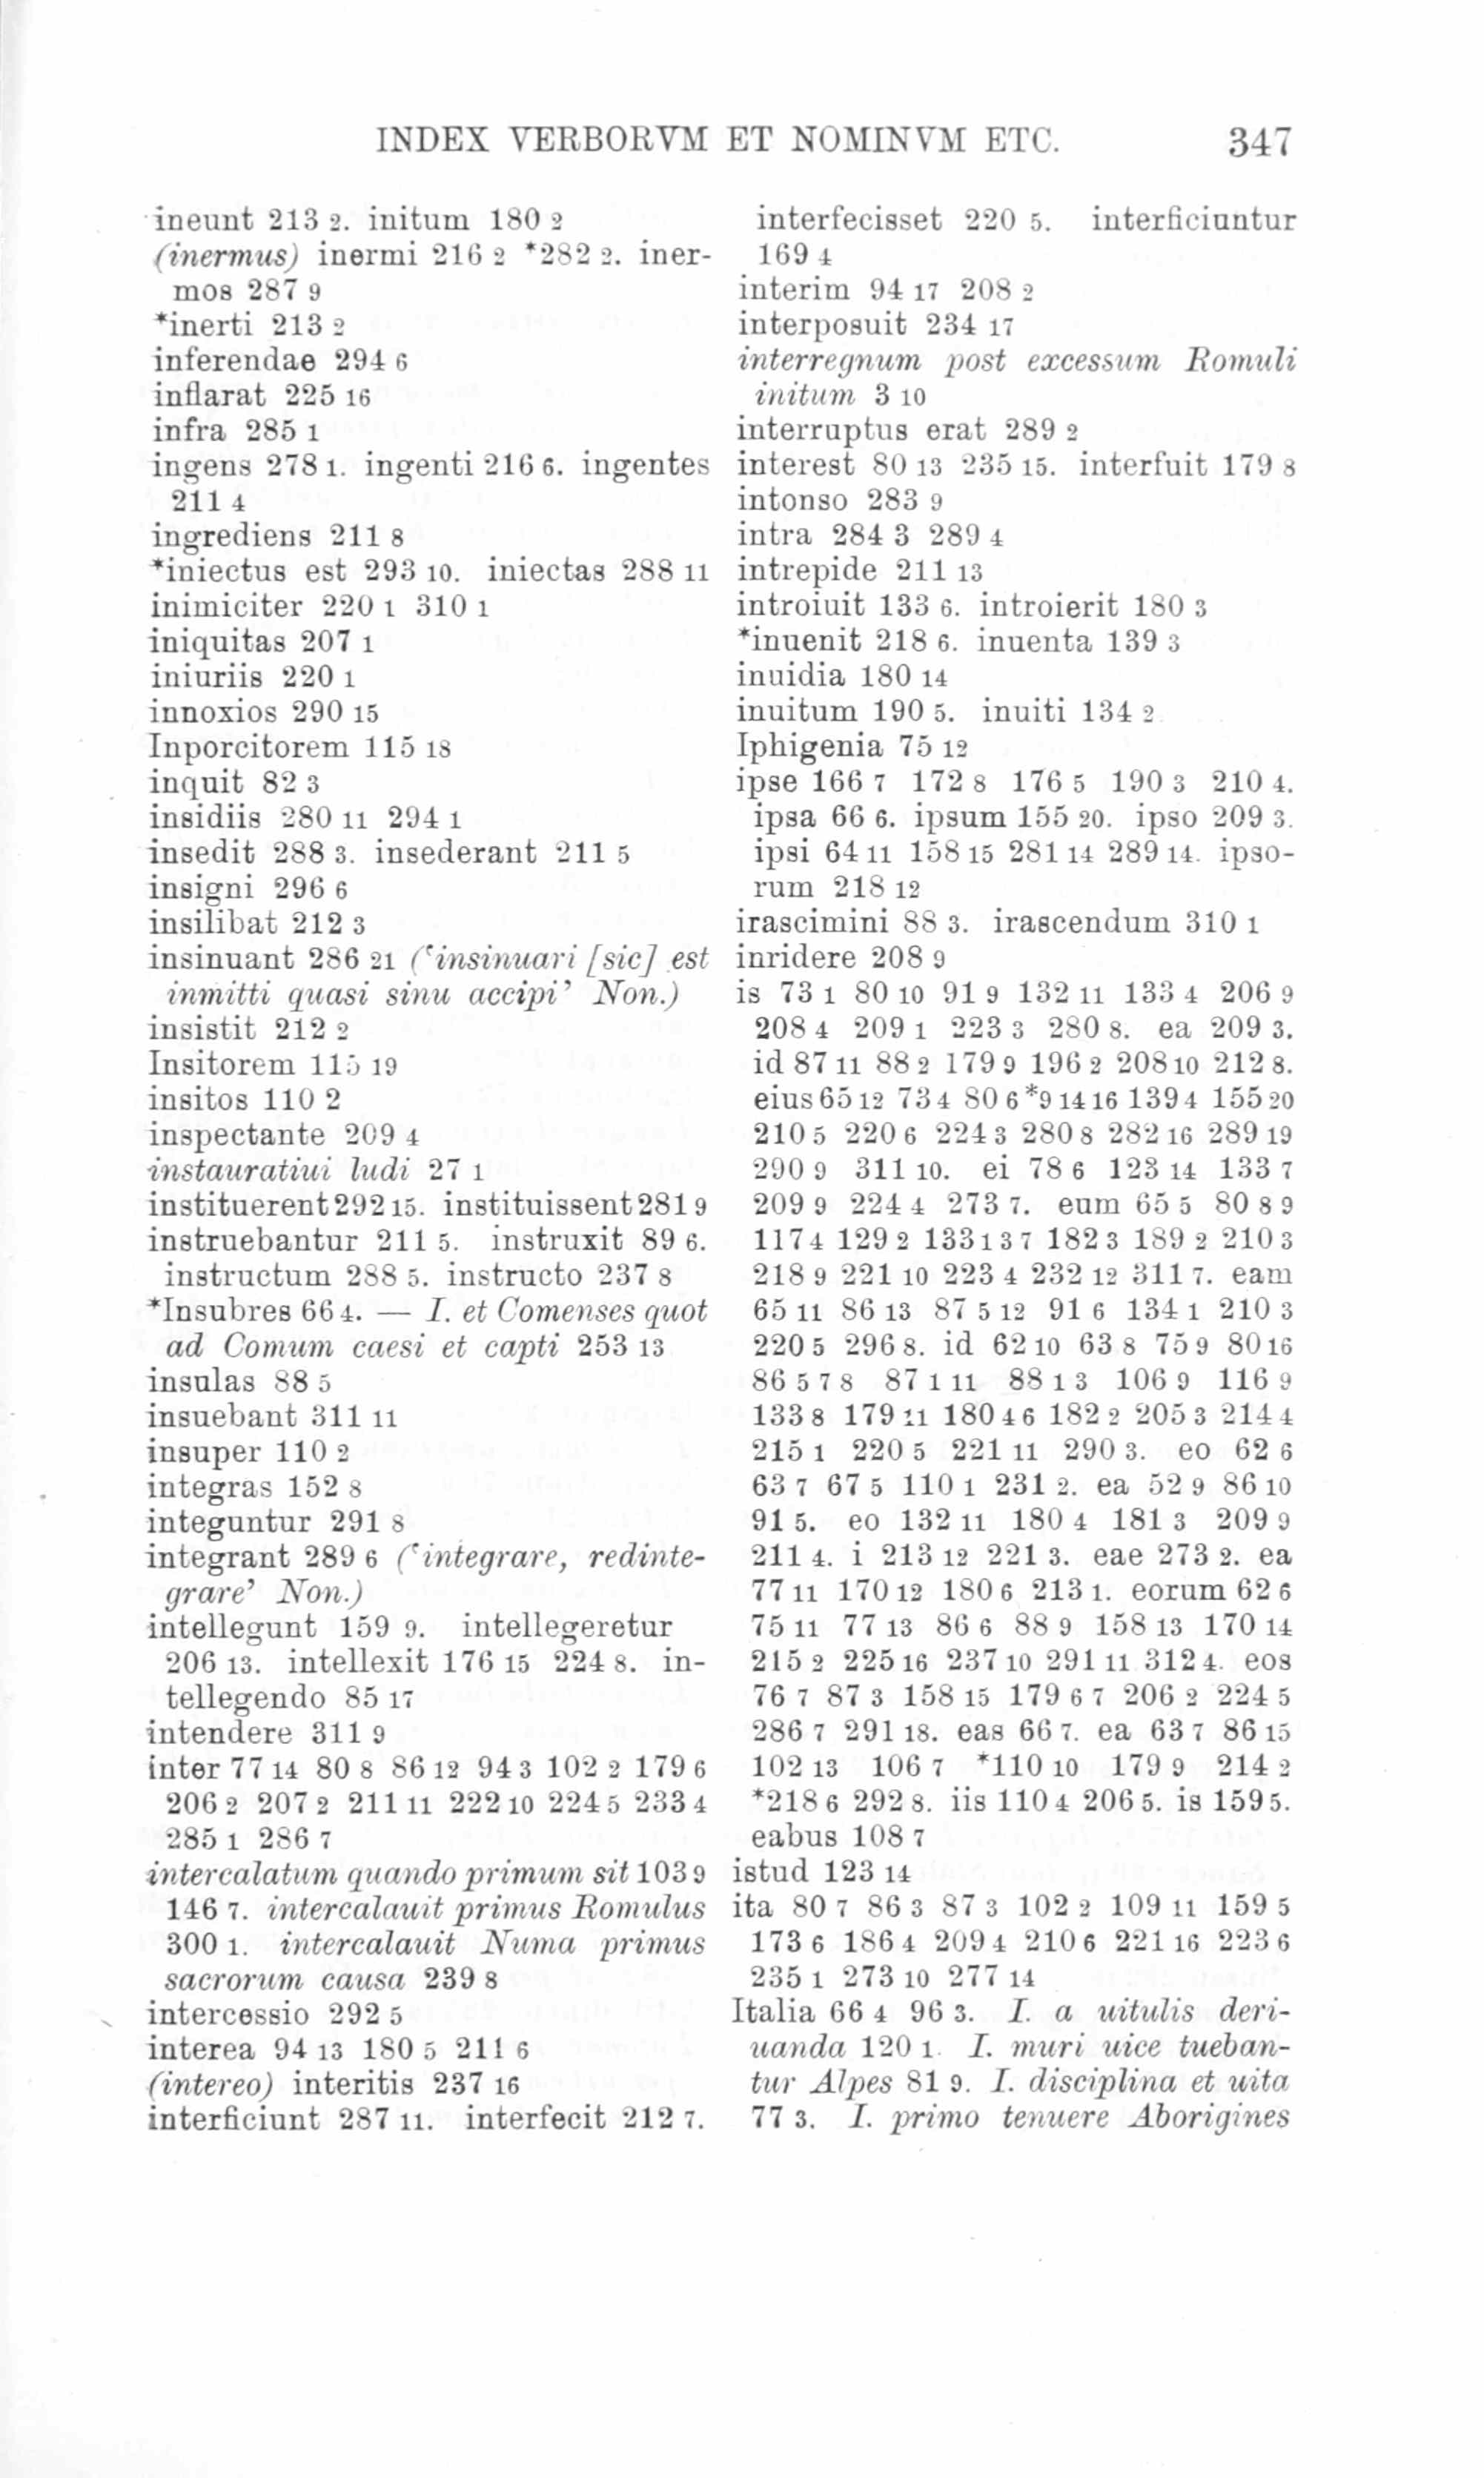 INDEX VERBORVM ET NOMINVM ETC. 347
ineunt 213 2. initum 180 2
(inermus) inermi 216 2 *282 2. iner-
mos 287 9
*inerti 213 2
inferendae 294 6
inflarat 225 16
infra 285 1
ingens 278 1. ingenti 216 6. ingentes
211 4
ingrediens 211 8
*iniectus est 293 10. iniectas 288 11
inimiciter 220 1 310 1
iniquitas 207 1
iniuriis 220 1
innoxios 290 15
Inporcitorem 115 18
inquit 82 3
insidiis 280 11 294 1
insedit 288 3. insederant 211 5
insigni 296 6
insilibat 212 3
insinuant 286 21 (‘insinuari [sic] est
inmitti quasi sinu accipi’ Non.)
insistit 212 2
Insitorem 115 19
insitos 110 2
inspectante 209 4
instauratiui ludi 27 1
instituerent 292 15. instituissent 281 9
instruebantur 211 5. instruxit 89 6.
instructum 288 5. instructo 237 8
*Insubres 66 4. — I. et Comenses quot
ad Comum caesi et capti 253 13
insulas 88 5
insuebant 311 11
insuper 110 2
integras 152 8
integuntur 291 8
integrant 289 6 (‘integrare, redinte-
grare’ Non.)
intellegunt 159 9. intellegeretur
206 13. intellexit 176 15 224 8. in-
tellegendo 85 17
intendere 311 9
inter 77 14 80 8 86 12 94 3 102 2 179 6
206 2 207 2 211 11 222 10 224 5 233 4
285 1 286 7
intercalatum quando primum sit 103 9
146 7. intercalauit primus Romulus
300 1. intercalauit Numa primus
sacrorum causa 239 8
intercessio 292 5
interea 94 13 180 5 211 6
(intereo) interitis 237 16
interficiunt 287 11. interfecit 212 7.
interfecisset 220 5. interficiuntur
169 4
interim 94 17 208 2
interposuit 234 17
interregnum post excessum Romuli
initum 3 10
interruptus erat 289 2
interest 80 13 235 15. interfuit 179 8
intonso 283 9
intra 284 3 289 4
intrepide 211 13
introiuit 133 6. introierit 180 3
*inuenit 218 6. inuenta 139 3
inuidia 180 14
inuitum 190 5. inuiti 134 2
Iphigenia 75 12
ipse 166 7 172 8 176 5 190 3 210 4.
ipsa 66 6. ipsum 155 20. ipso 209 3.
ipsi 64 11 158 15 281 14 289 14. ipso-
rum 218 12
irascimini 88 3. irascendum 310 1
inridere 208 9
is 73 1 80 10 91 9 132 11 133 4 206 9
208 4 209 1 223 3 280 8. ea 209 3.
id 87 11 88 2 179 9 196 2 208 10 212 8.
eius 65 12 73 4 80 6 *9 14 16 139 4 155 20
210 5 220 6 224 3 280 8 282 16 289 19
290 9 311 10. ei 78 6 123 14 133 7
209 9 224 4 273 7. eum 65 5 80 8 9
117 4 129 2 133 1 3 7 182 3 189 2 210 3
218 9 221 10 223 4 232 12 311 7. eam
65 11 86 13 87 5 12 91 6 134 1 210 3
220 5 296 8. id 62 10 63 8 75 9 80 16
86 5 7 8 87 1 11 88 1 3 106 9 116 9
133 8 179 11 180 4 6 182 2 205 3 214 4
215 1 220 5 221 11 290 3. eo 62 6
63 7 67 5 110 1 231 2. ea 52 9 86 10
91 5. eo 132 11 180 4 181 3 209 9
211 4. i 213 12 221 3. eae 273 2. ea
77 11 170 12 180 6 213 1. eorum 62 6
75 11 77 13 86 6 88 9 158 13 170 14
215 2 225 16 237 10 291 11 312 4. eos
76 7 87 3 158 15 179 6 7 206 2 224 5
286 7 291 18. eas 66 7. ea 63 7 86 15
102 13 106 7 *110 10 179 9 214 2
*218 6 292 8. iis 110 4 206 5. is 159 5.
eabus 108 7
istud 123 14
ita 80 7 86 3 87 3 102 2 109 11 159 5
173 6 186 4 209 4 210 6 221 16 223 6
235 1 273 10 277 14
Italia 66 4 96 3. I. a uitulis deri-
uanda 120 1. I. muri uice tueban-
tur Alpes 81 9. I. disciplina et uita
77 3. I. primo tenuere Aborigines